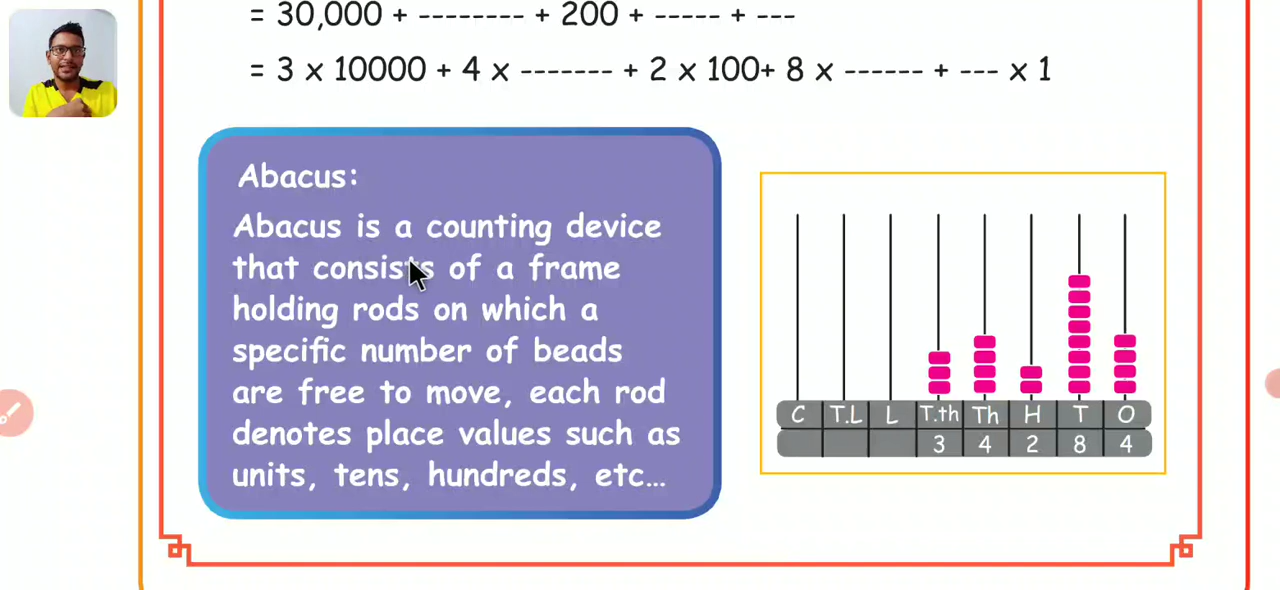 = 30,000 + -------- + 200 + ----- + ---
= 3 x 10000 + 4 x ------- + 2 x 100+ 8 x ------ + --- x 1
Abacus:
Abacus is a counting device
that consists of a frame
holding rods on which a
specific number of beads
are free to move, each rod
denotes place values such as
units, tens, hundreds, etc...
C T.L L T.th Th H T O
3 4 2 8 4